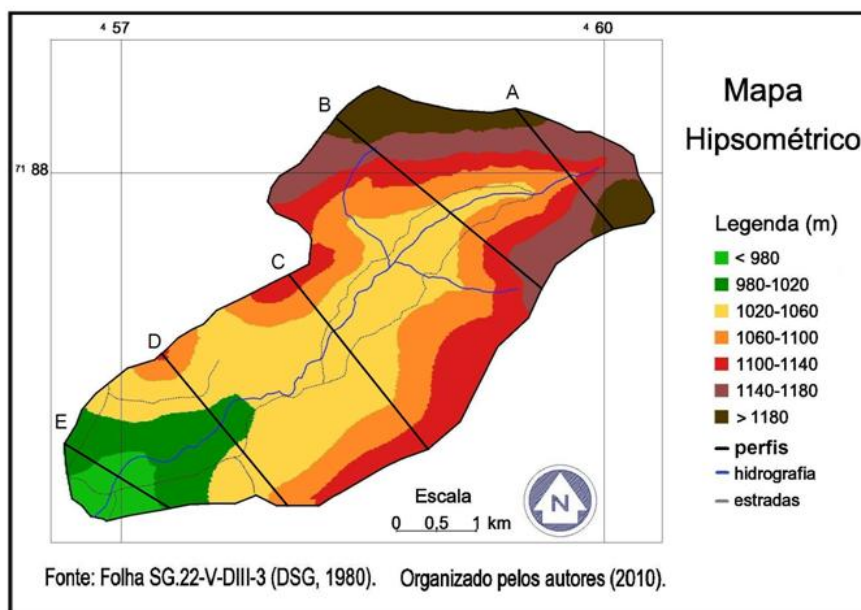 4 57
4 60
71 88
A
B
C
D
E
Mapa
Hipsométrico
Legenda (m)
< 980
980-1020
1020-1060
1060-1100
1100-1140
1140-1180
> 1180
perfis
hidrografia
estradas
Escala
0 0,5 1 km
N
Fonte: Folha SG.22-V-DIII-3 (DSG, 1980). Organizado pelos autores (2010).